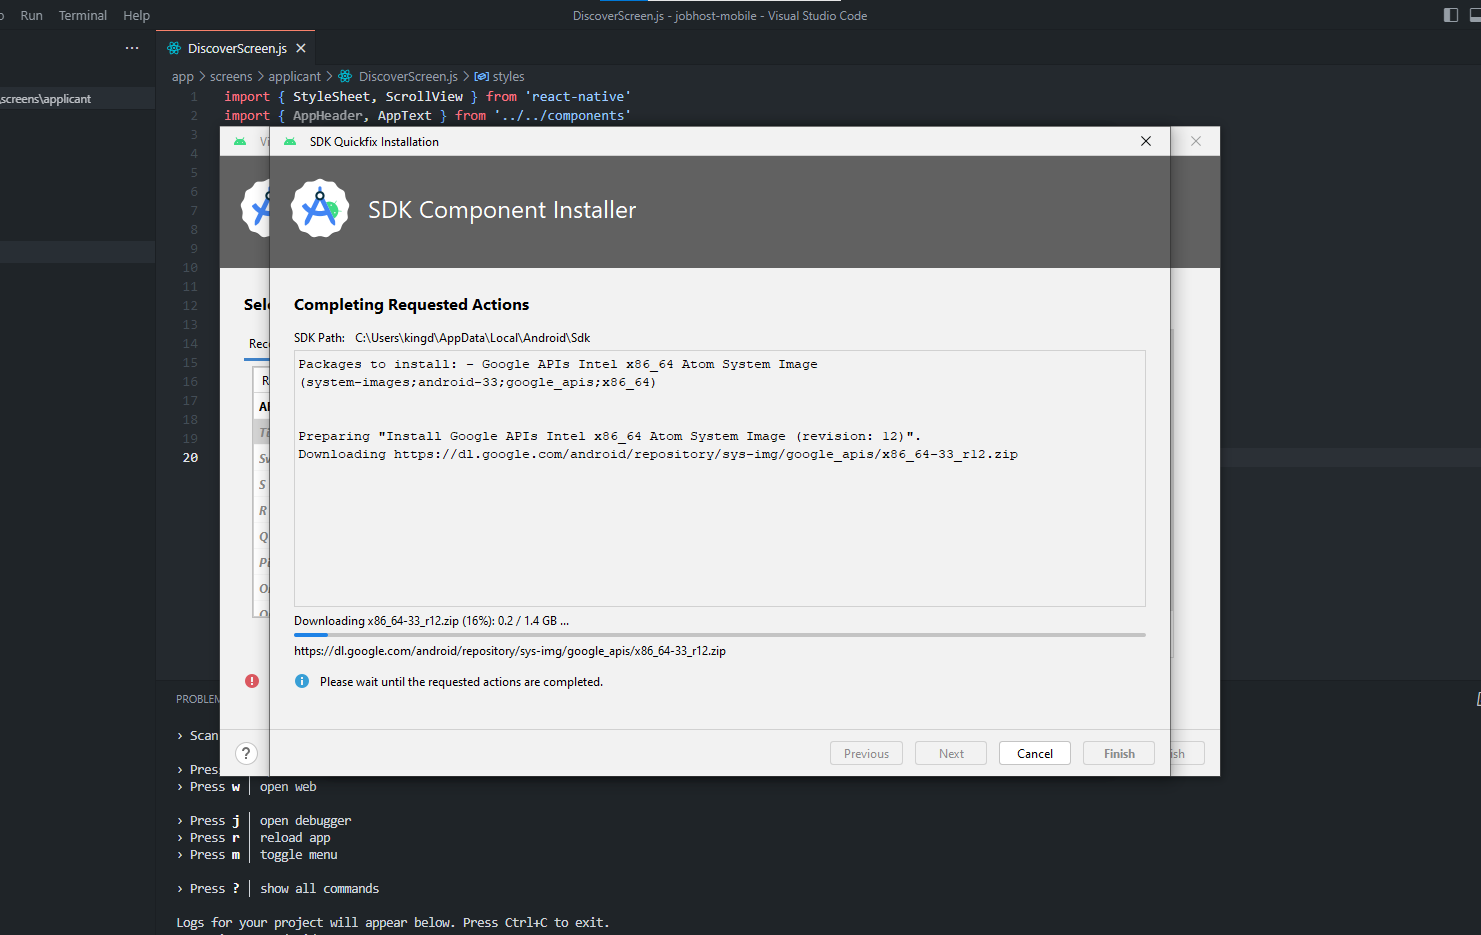 Run Terminal Help
DiscoverScreen.js - jobhost-mobile - Visual Studio Code
DiscoverScreen.js
app > screens > applicant > DiscoverScreen.js > styles
screens\applicant
1 import { StyleSheet, ScrollView } from 'react-native'
2 import { AppHeader, AppText } from '../../components'
3
4
5
6
7
8
9
10
11
12
13
14
15
16
17
18
19
20
SDK Quickfix Installation
SDK Component Installer
Completing Requested Actions
SDK Path: C:\Users\kingd\AppData\Local\Android\Sdk
Packages to install: - Google APIs Intel x86_64 Atom System Image
(system-images;android-33;google_apis;x86_64)
Preparing "Install Google APIs Intel x86_64 Atom System Image (revision: 12)".
Downloading https://dl.google.com/android/repository/sys-img/google_apis/x86_64-33_r12.zip
Downloading x86_64-33_r12.zip (16%): 0.2 / 1.4 GB ...
https://dl.google.com/android/repository/sys-img/google_apis/x86_64-33_r12.zip
Please wait until the requested actions are completed.
?
Previous Next Cancel Finish
ish
Sele
Rec
R
S
R
Q
PROBLEM
› Scan
› Pres
› Press w | open web
› Press j | open debugger
› Press r | reload app
› Press m | toggle menu
› Press ? | show all commands
Logs for your project will appear below. Press Ctrl+C to exit.